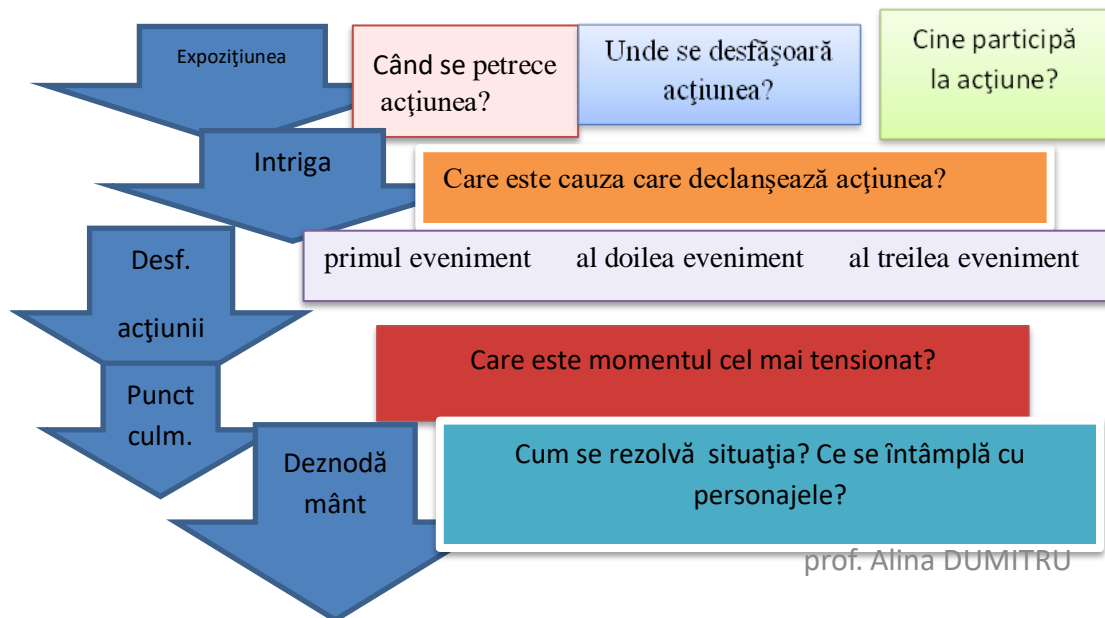 Expoziţiunea
Când se petrece
acţiunea?
Unde se desfăşoară
acţiunea?
Cine participă
la acţiune?
Intriga
Care este cauza care declanşează acţiunea?
Desf.
acţiunii
primul eveniment al doilea eveniment al treilea eveniment
Punct
culm.
Care este momentul cel mai tensionat?
Deznodă
mânt
Cum se rezolvă situaţia? Ce se întâmplă cu
personajele?
prof. Alina DUMITRU